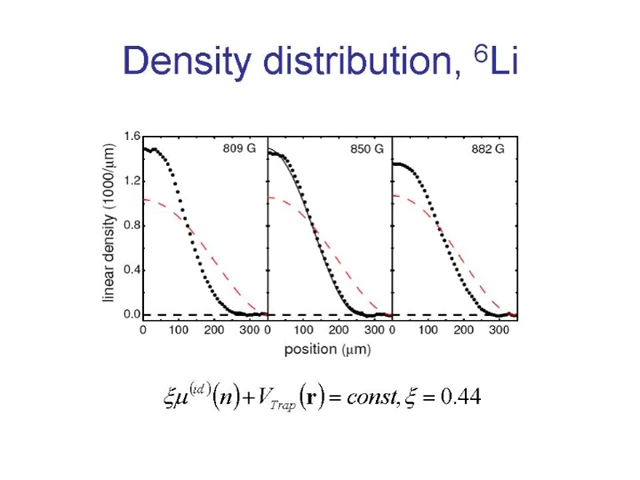 Density distribution, ⁶Li
809 G 850 G 882 G
1.6
1.2
0.8
0.4
0.0
linear density (1000/μm)
0 100 200 300 0 100 200 300 0 100 200 300
position (μm)
ξμ⁽ⁱᵈ⁾(n)+V_Trap(r)=const, ξ=0.44